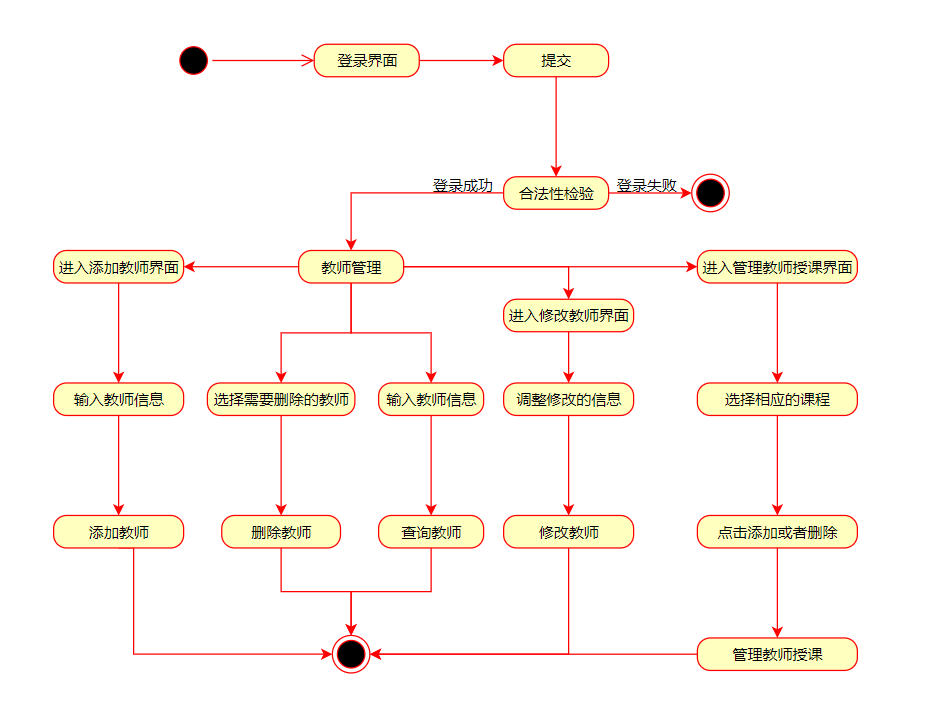 登录界面
提交
登录成功
合法性检验
登录失败
进入添加教师界面
教师管理
进入管理教师授课界面
进入修改教师界面
输入教师信息
选择需要删除的教师
输入教师信息
调整修改的信息
选择相应的课程
添加教师
删除教师
查询教师
修改教师
点击添加或者删除
管理教师授课